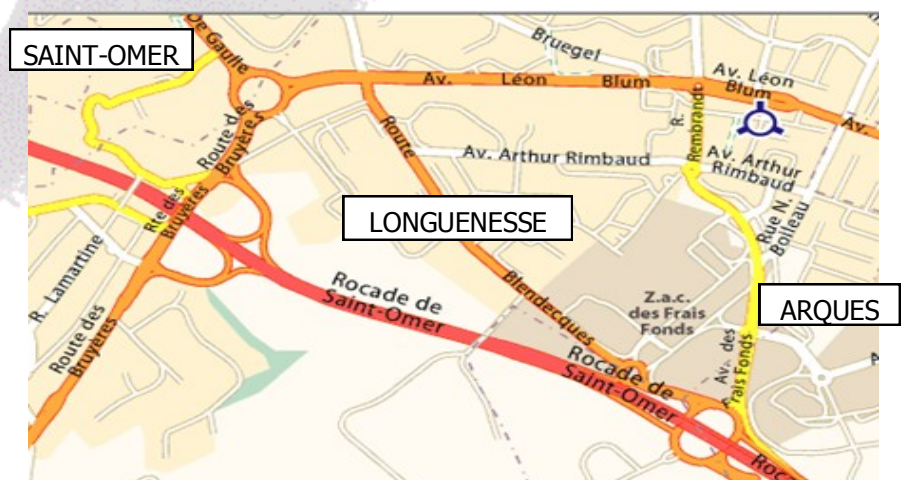 SAINT-OMER
De Gaulle
Bruegel
Av. Léon Blum
Av. Léon
Blum
Av.
Route des
Bruyères
Route
R.
Rembrandt
Av. Arthur Rimbaud
Av. Arthur
Rimbaud
Rte des
Bruyères
LONGUENESSE
Rue N.
Boileau
R. Lamartine
Rocade de
Saint-Omer
Blendecques
Z.a.c.
des Frais
Fonds
ARQUES
Route des
Bruyères
Rocade de
Saint-Omer
Av. des
Frais Fonds